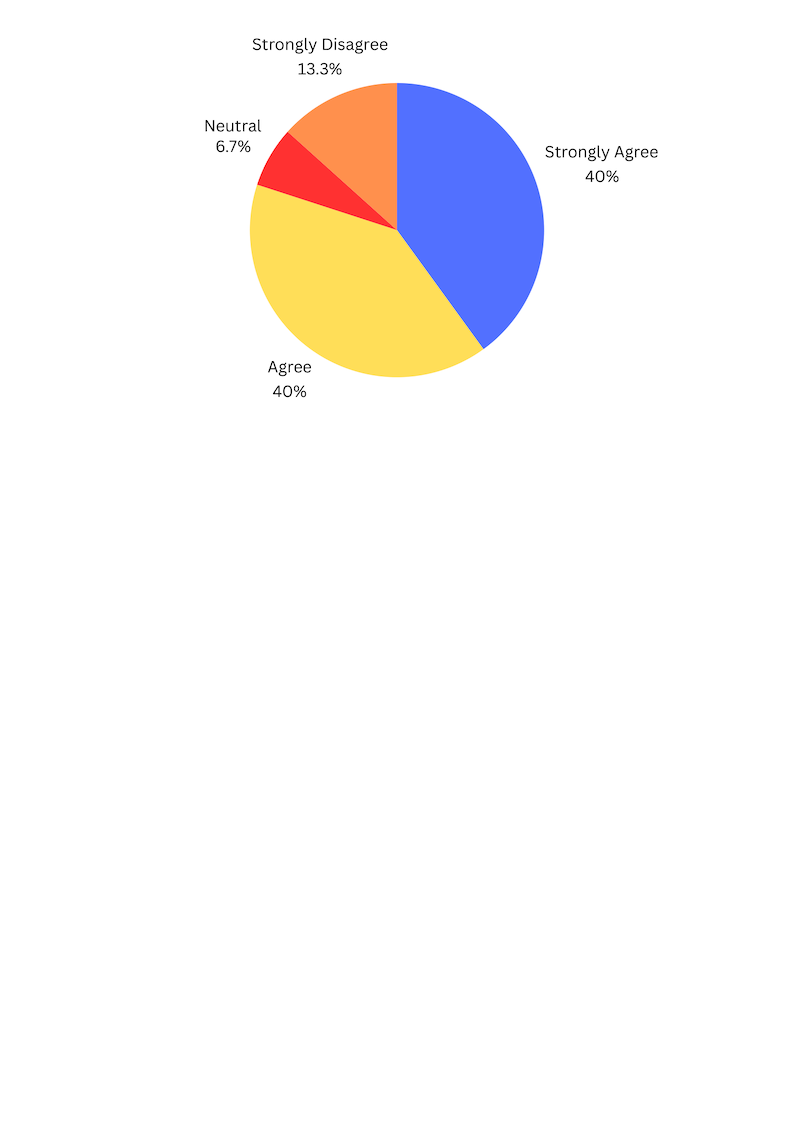 Strongly Disagree
13.3%
Neutral
6.7%
Strongly Agree
40%
Agree
40%